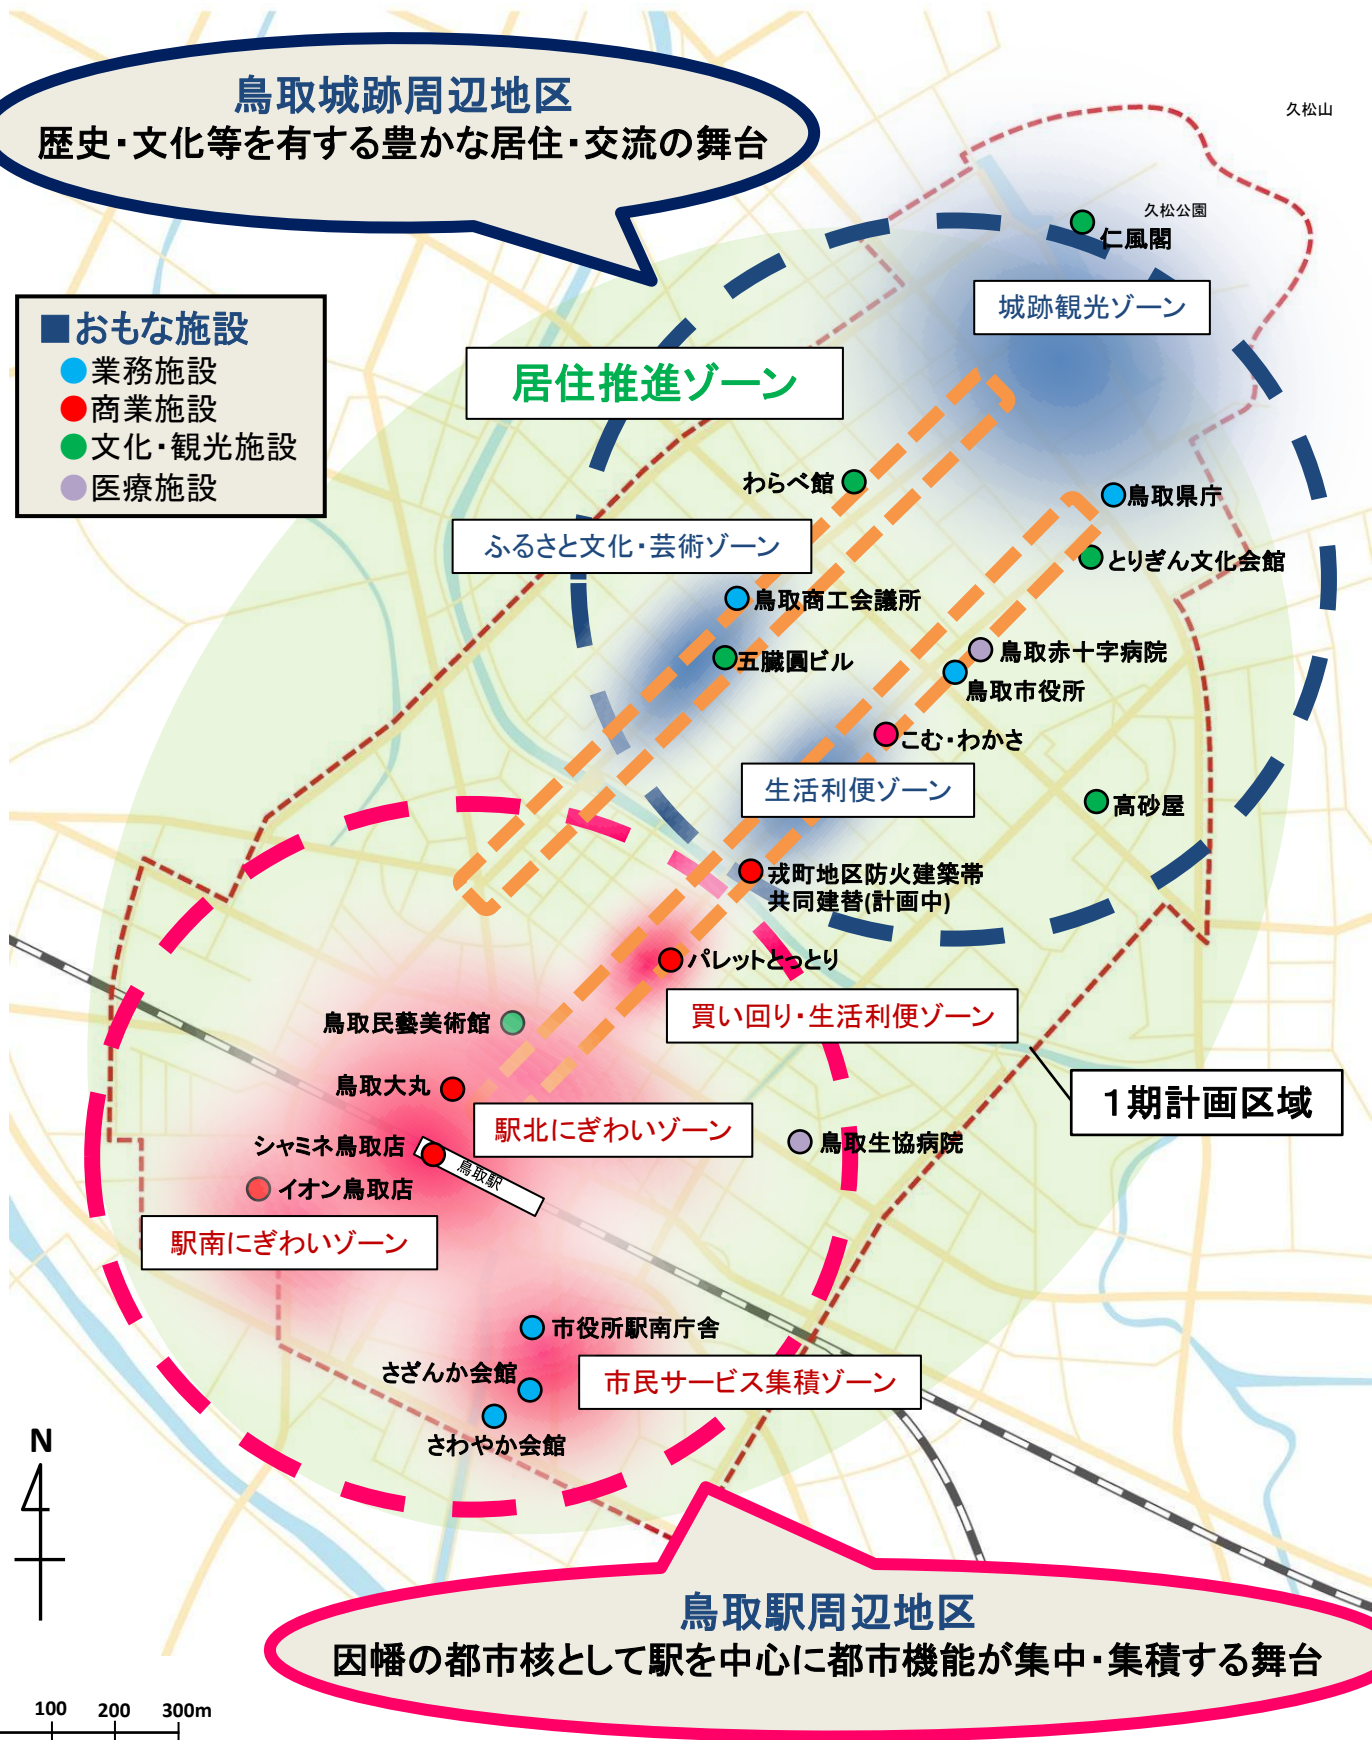 鳥取城跡周辺地区
歴史・文化等を有する豊かな居住・交流の舞台
久松山
久松公園
仁風閣
城跡観光ゾーン
■おもな施設
業務施設
商業施設
文化・観光施設
医療施設
居住推進ゾーン
わらべ館
鳥取県庁
ふるさと文化・芸術ゾーン
とりぎん文化会館
鳥取商工会議所
五臓圓ビル
鳥取赤十字病院
鳥取市役所
こむ・わかさ
生活利便ゾーン
高砂屋
戎町地区防火建築帯
共同建替(計画中)
パレットとっとり
買い回り・生活利便ゾーン
鳥取民藝美術館
鳥取大丸
駅北にぎわいゾーン
1期計画区域
シャミネ鳥取店
鳥取駅
鳥取生協病院
イオン鳥取店
駅南にぎわいゾーン
市役所駅南庁舎
さざんか会館
市民サービス集積ゾーン
さわやか会館
N
鳥取駅周辺地区
因幡の都市核として駅を中心に都市機能が集中・集積する舞台
100 200 300m